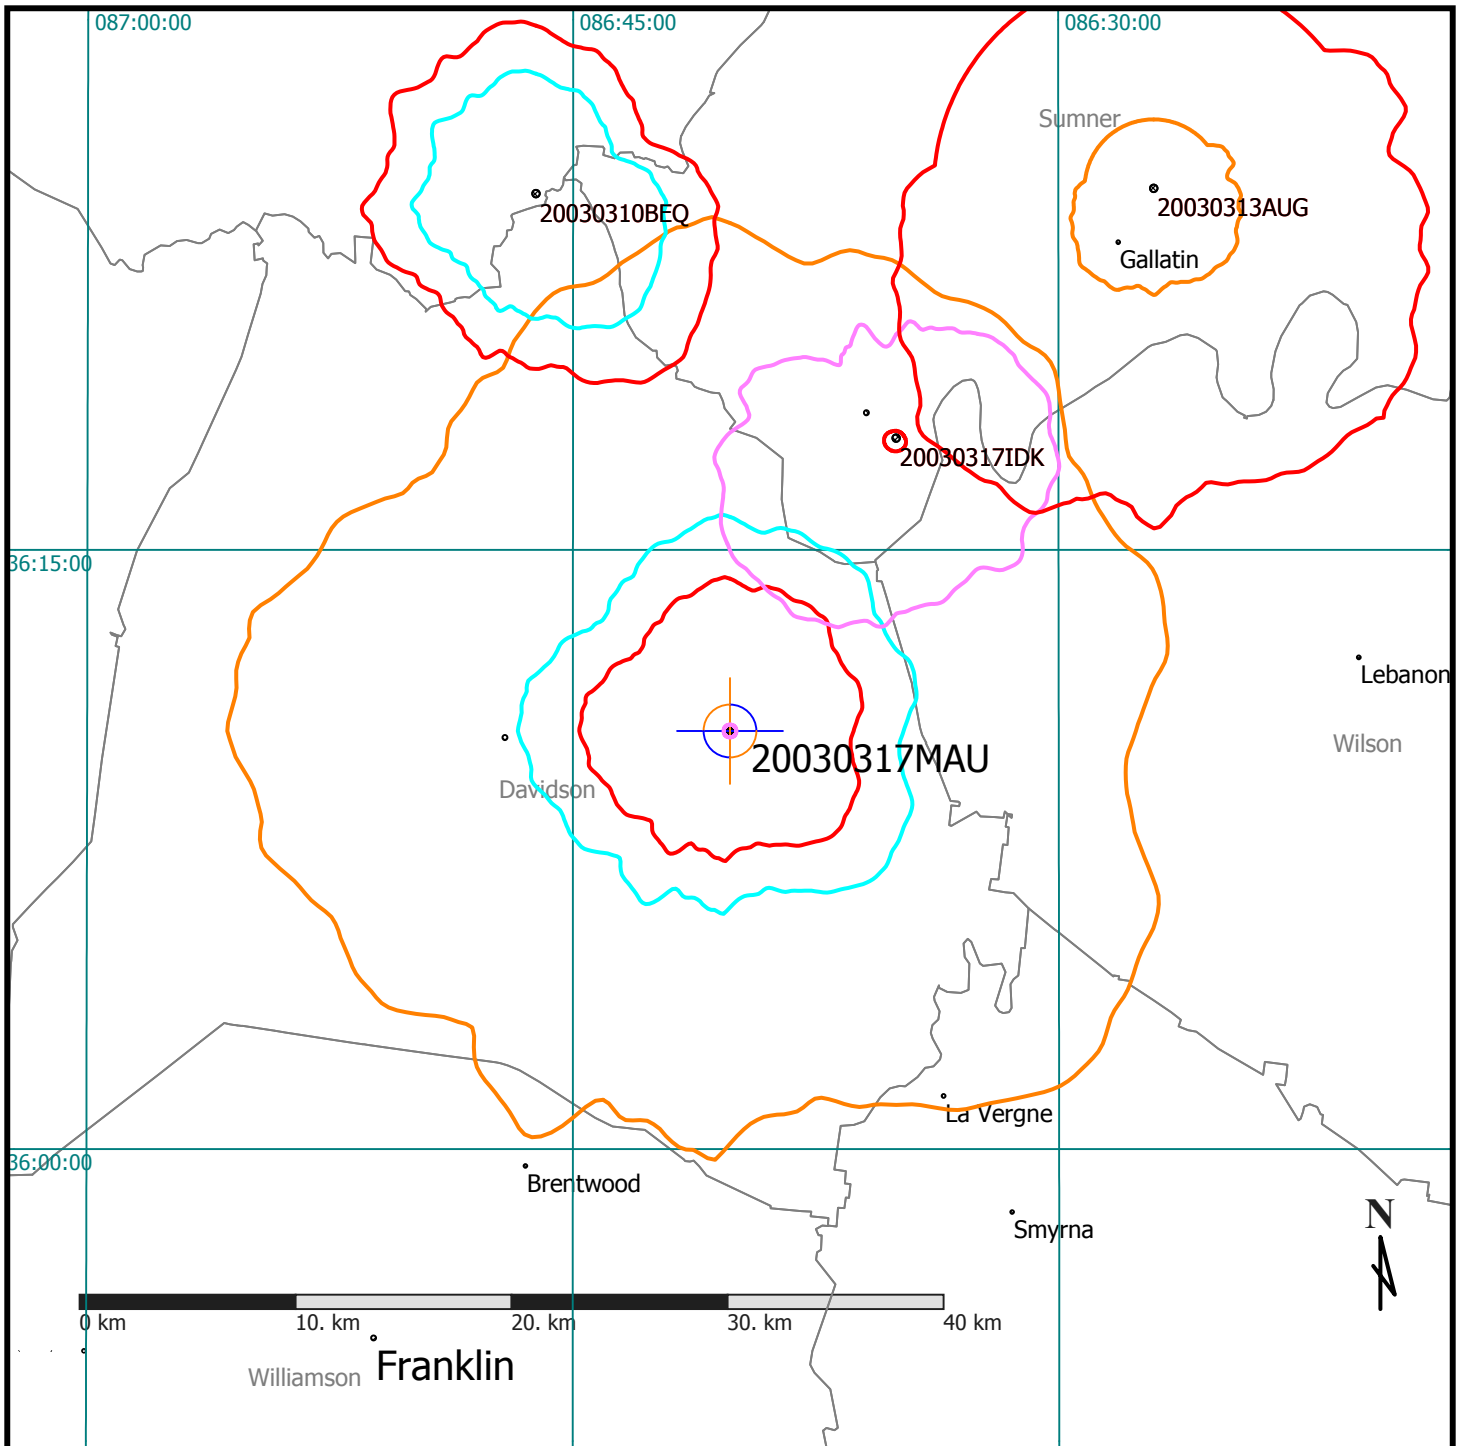 087:00:00
086:45:00
086:30:00
Sumner
20030310BEQ
20030313AUG
Gallatin
20030317IDK
36:15:00
Lebanon
Wilson
20030317MAU
Davidson
La Vergne
36:00:00
Brentwood
Smyrna
N
0 km
10. km
20. km
30. km
40 km
Franklin
Williamson